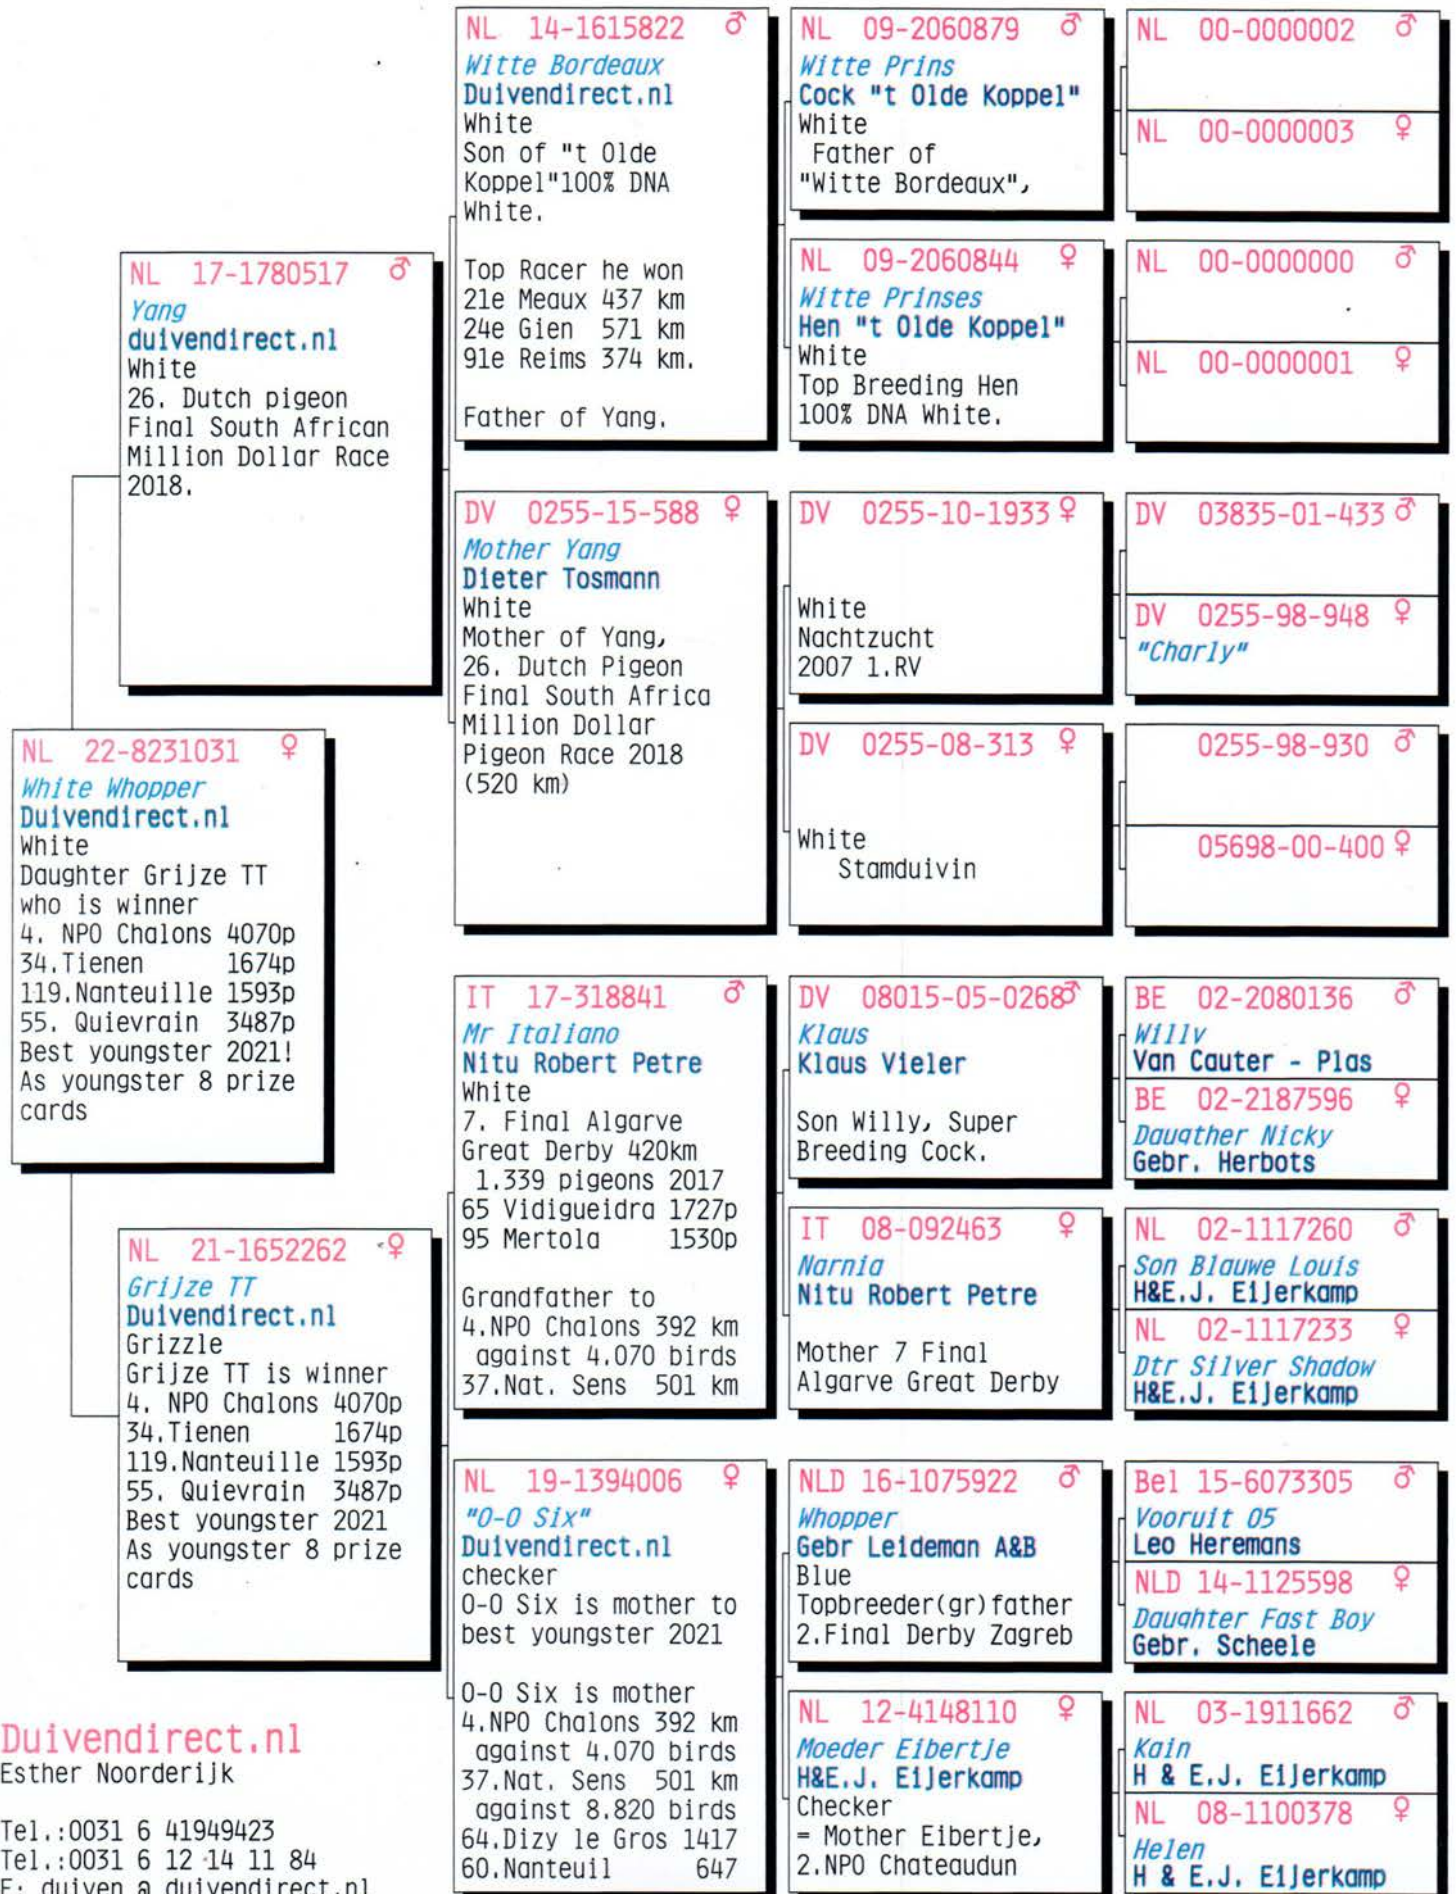 NL 22-8231031 ♀
White Whopper
Duivendirect.nl
White
Daughter Grijze TT
who is winner
4. NPO Chalons 4070p
34.Tienen 1674p
119.Nanteuille 1593p
55. Quievrain 3487p
Best youngster 2021!
As youngster 8 prize
cards
NL 17-1780517 ♂
Yang
duivendirect.nl
White
26. Dutch pigeon
Final South African
Million Dollar Race
2018.
NL 21-1652262 ♀
Grijze TT
Duivendirect.nl
Grizzle
Grijze TT is winner
4. NPO Chalons 4070p
34.Tienen 1674p
119.Nanteuille 1593p
55. Quievrain 3487p
Best youngster 2021
As youngster 8 prize
cards
NL 14-1615822 ♂
Witte Bordeaux
Duivendirect.nl
White
Son of "t Olde
Koppel"100% DNA
White.
Top Racer he won
21e Meaux 437 km
24e Gien 571 km
91e Reims 374 km.
Father of Yang.
DV 0255-15-588 ♀
Mother Yang
Dieter Tosmann
White
Mother of Yang,
26. Dutch Pigeon
Final South Africa
Million Dollar
Pigeon Race 2018
(520 km)
IT 17-318841 ♂
Mr Italiano
Nitu Robert Petre
White
7. Final Algarve
Great Derby 420km
1.339 pigeons 2017
65 Vidigueidra 1727p
95 Mertola 1530p
Grandfather to
4.NPO Chalons 392 km
against 4.070 birds
37.Nat. Sens 501 km
NL 19-1394006 ♀
"O-O Six"
Duivendirect.nl
checker
O-O Six is mother to
best youngster 2021
O-O Six is mother
4.NPO Chalons 392 km
against 4.070 birds
37.Nat. Sens 501 km
against 8.820 birds
64.Dizy le Gros 1417
60.Nanteuil 647
NL 09-2060879 ♂
Witte Prins
Cock "t Olde Koppel"
White
Father of
"Witte Bordeaux",
NL 09-2060844 ♀
Witte Prinses
Hen "t Olde Koppel"
White
Top Breeding Hen
100% DNA White.
DV 0255-10-1933 ♀
White
Nachtzucht
2007 1.RV
DV 0255-08-313 ♀
White
Stamduivin
DV 08015-05-0268 ♂
Klaus
Klaus Vieler
Son Willy, Super
Breeding Cock.
IT 08-092463 ♀
Narnia
Nitu Robert Petre
Mother 7 Final
Algarve Great Derby
NLD 16-1075922 ♂
Whopper
Gebr Leideman A&B
Blue
Topbreeder(gr)father
2.Final Derby Zagreb
NL 12-4148110 ♀
Moeder Eibertje
H&E.J. Eijerkamp
Checker
= Mother Eibertje,
2.NPO Chateaudun
NL 00-0000002 ♂
NL 00-0000003 ♀
NL 00-0000000 ♂
NL 00-0000001 ♀
DV 03835-01-433 ♂
DV 0255-98-948 ♀
"Charly"
0255-98-930 ♂
05698-00-400 ♀
BE 02-2080136 ♂
Willy
Van Cauter - Plas
BE 02-2187596 ♀
Daugther Nicky
Gebr. Herbots
NL 02-1117260 ♂
Son Blauwe Louis
H&E.J. Eijerkamp
NL 02-1117233 ♀
Dtr Silver Shadow
H&E.J. Eijerkamp
Bel 15-6073305 ♂
Vooruit 05
Leo Heremans
NLD 14-1125598 ♀
Daughter Fast Boy
Gebr. Scheele
NL 03-1911662 ♂
Kain
H & E.J. Eijerkamp
NL 08-1100378 ♀
Helen
H & E.J. Eijerkamp
Duivendirect.nl
Esther Noorderijk
Tel.:0031 6 41949423
Tel.:0031 6 12 14 11 84
E: duiven @ duivendirect.nl